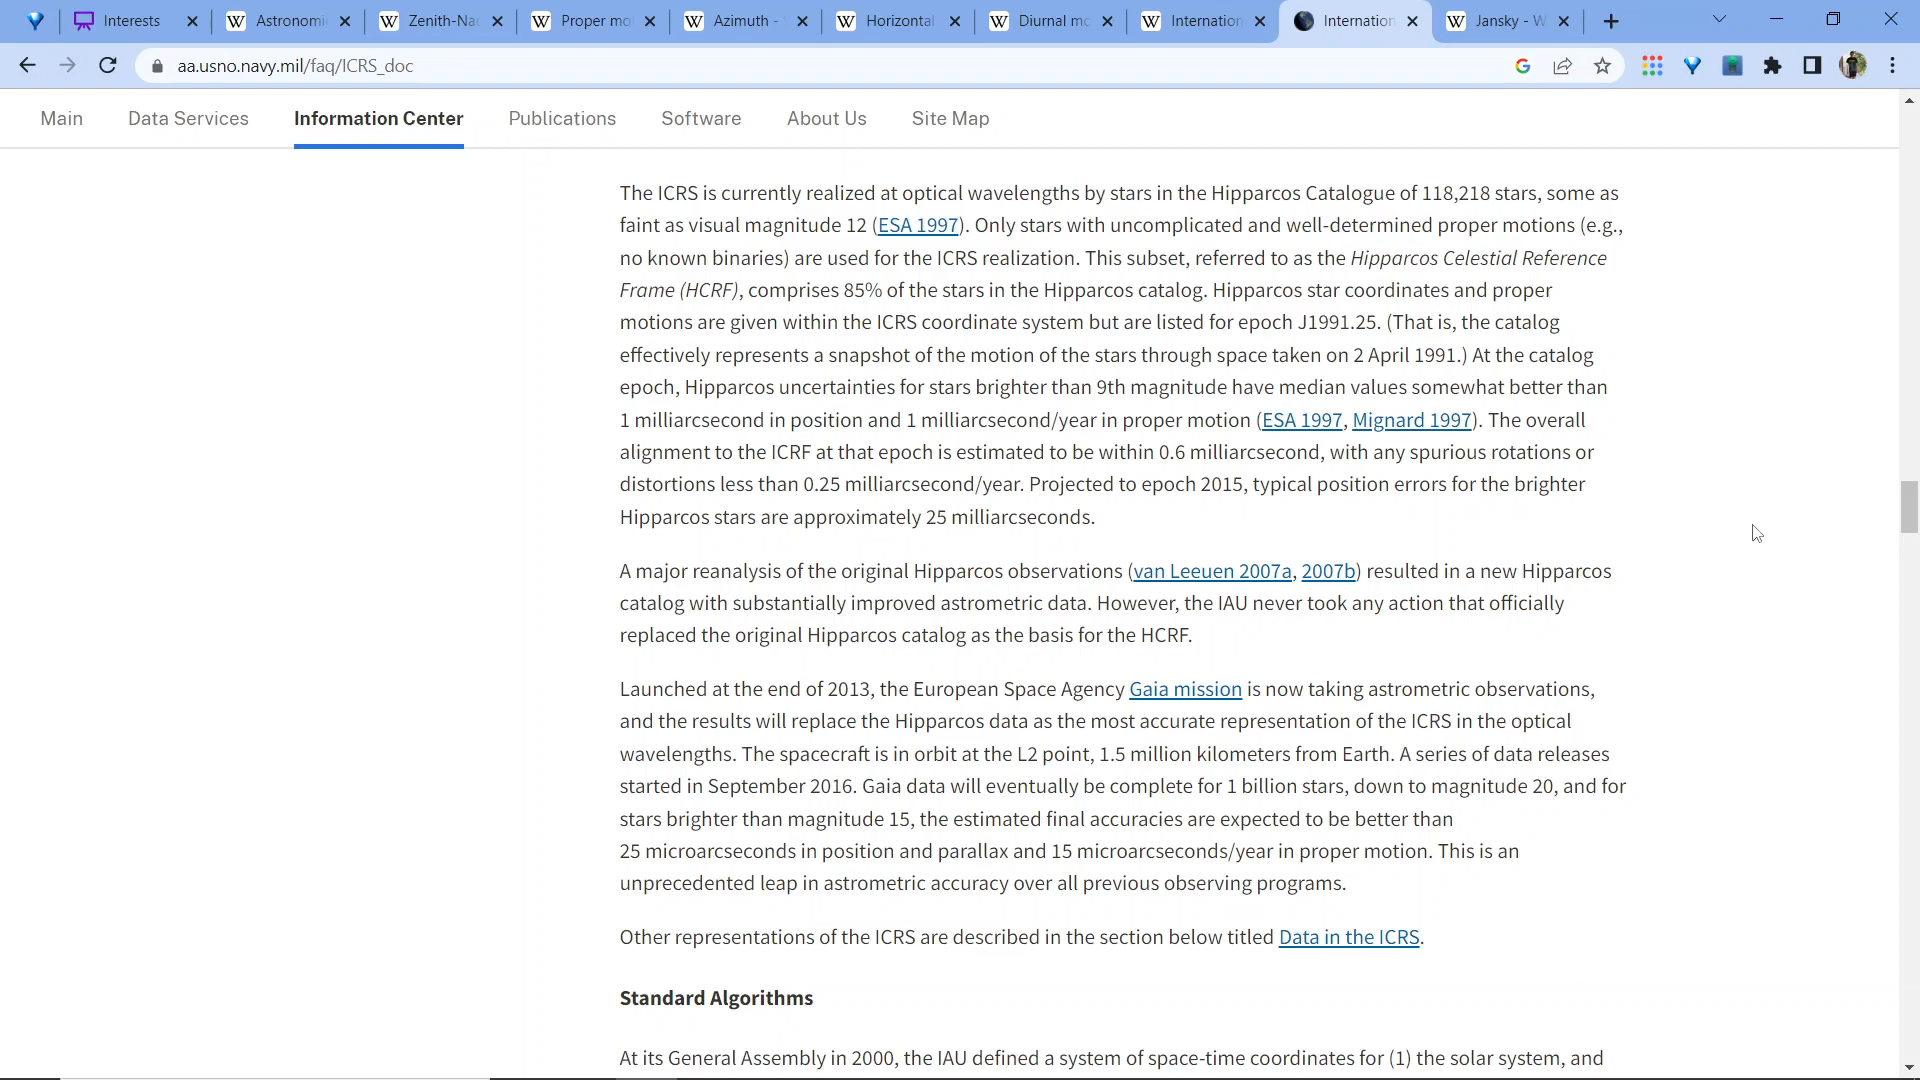 Interests
Astronomi
Zenith-Na
Proper mo
Azimuth -
Horizontal
Diurnal mo
Internation
Internation
Jansky - W
aa.usno.navy.mil/faq/ICRS_doc
Main
Data Services
Information Center
Publications
Software
About Us
Site Map
The ICRS is currently realized at optical wavelengths by stars in the Hipparcos Catalogue of 118,218 stars, some as
faint as visual magnitude 12 (ESA 1997). Only stars with uncomplicated and well-determined proper motions (e.g.,
no known binaries) are used for the ICRS realization. This subset, referred to as the Hipparcos Celestial Reference
Frame (HCRF), comprises 85% of the stars in the Hipparcos catalog. Hipparcos star coordinates and proper
motions are given within the ICRS coordinate system but are listed for epoch J1991.25. (That is, the catalog
effectively represents a snapshot of the motion of the stars through space taken on 2 April 1991.) At the catalog
epoch, Hipparcos uncertainties for stars brighter than 9th magnitude have median values somewhat better than
1 milliarcsecond in position and 1 milliarcsecond/year in proper motion (ESA 1997, Mignard 1997). The overall
alignment to the ICRF at that epoch is estimated to be within 0.6 milliarcsecond, with any spurious rotations or
distortions less than 0.25 milliarcsecond/year. Projected to epoch 2015, typical position errors for the brighter
Hipparcos stars are approximately 25 milliarcseconds.
A major reanalysis of the original Hipparcos observations (van Leeuen 2007a, 2007b) resulted in a new Hipparcos
catalog with substantially improved astrometric data. However, the IAU never took any action that officially
replaced the original Hipparcos catalog as the basis for the HCRF.
Launched at the end of 2013, the European Space Agency Gaia mission is now taking astrometric observations,
and the results will replace the Hipparcos data as the most accurate representation of the ICRS in the optical
wavelengths. The spacecraft is in orbit at the L2 point, 1.5 million kilometers from Earth. A series of data releases
started in September 2016. Gaia data will eventually be complete for 1 billion stars, down to magnitude 20, and for
stars brighter than magnitude 15, the estimated final accuracies are expected to be better than
25 microarcseconds in position and parallax and 15 microarcseconds/year in proper motion. This is an
unprecedented leap in astrometric accuracy over all previous observing programs.
Other representations of the ICRS are described in the section below titled Data in the ICRS.
Standard Algorithms
At its General Assembly in 2000, the IAU defined a system of space-time coordinates for (1) the solar system, and